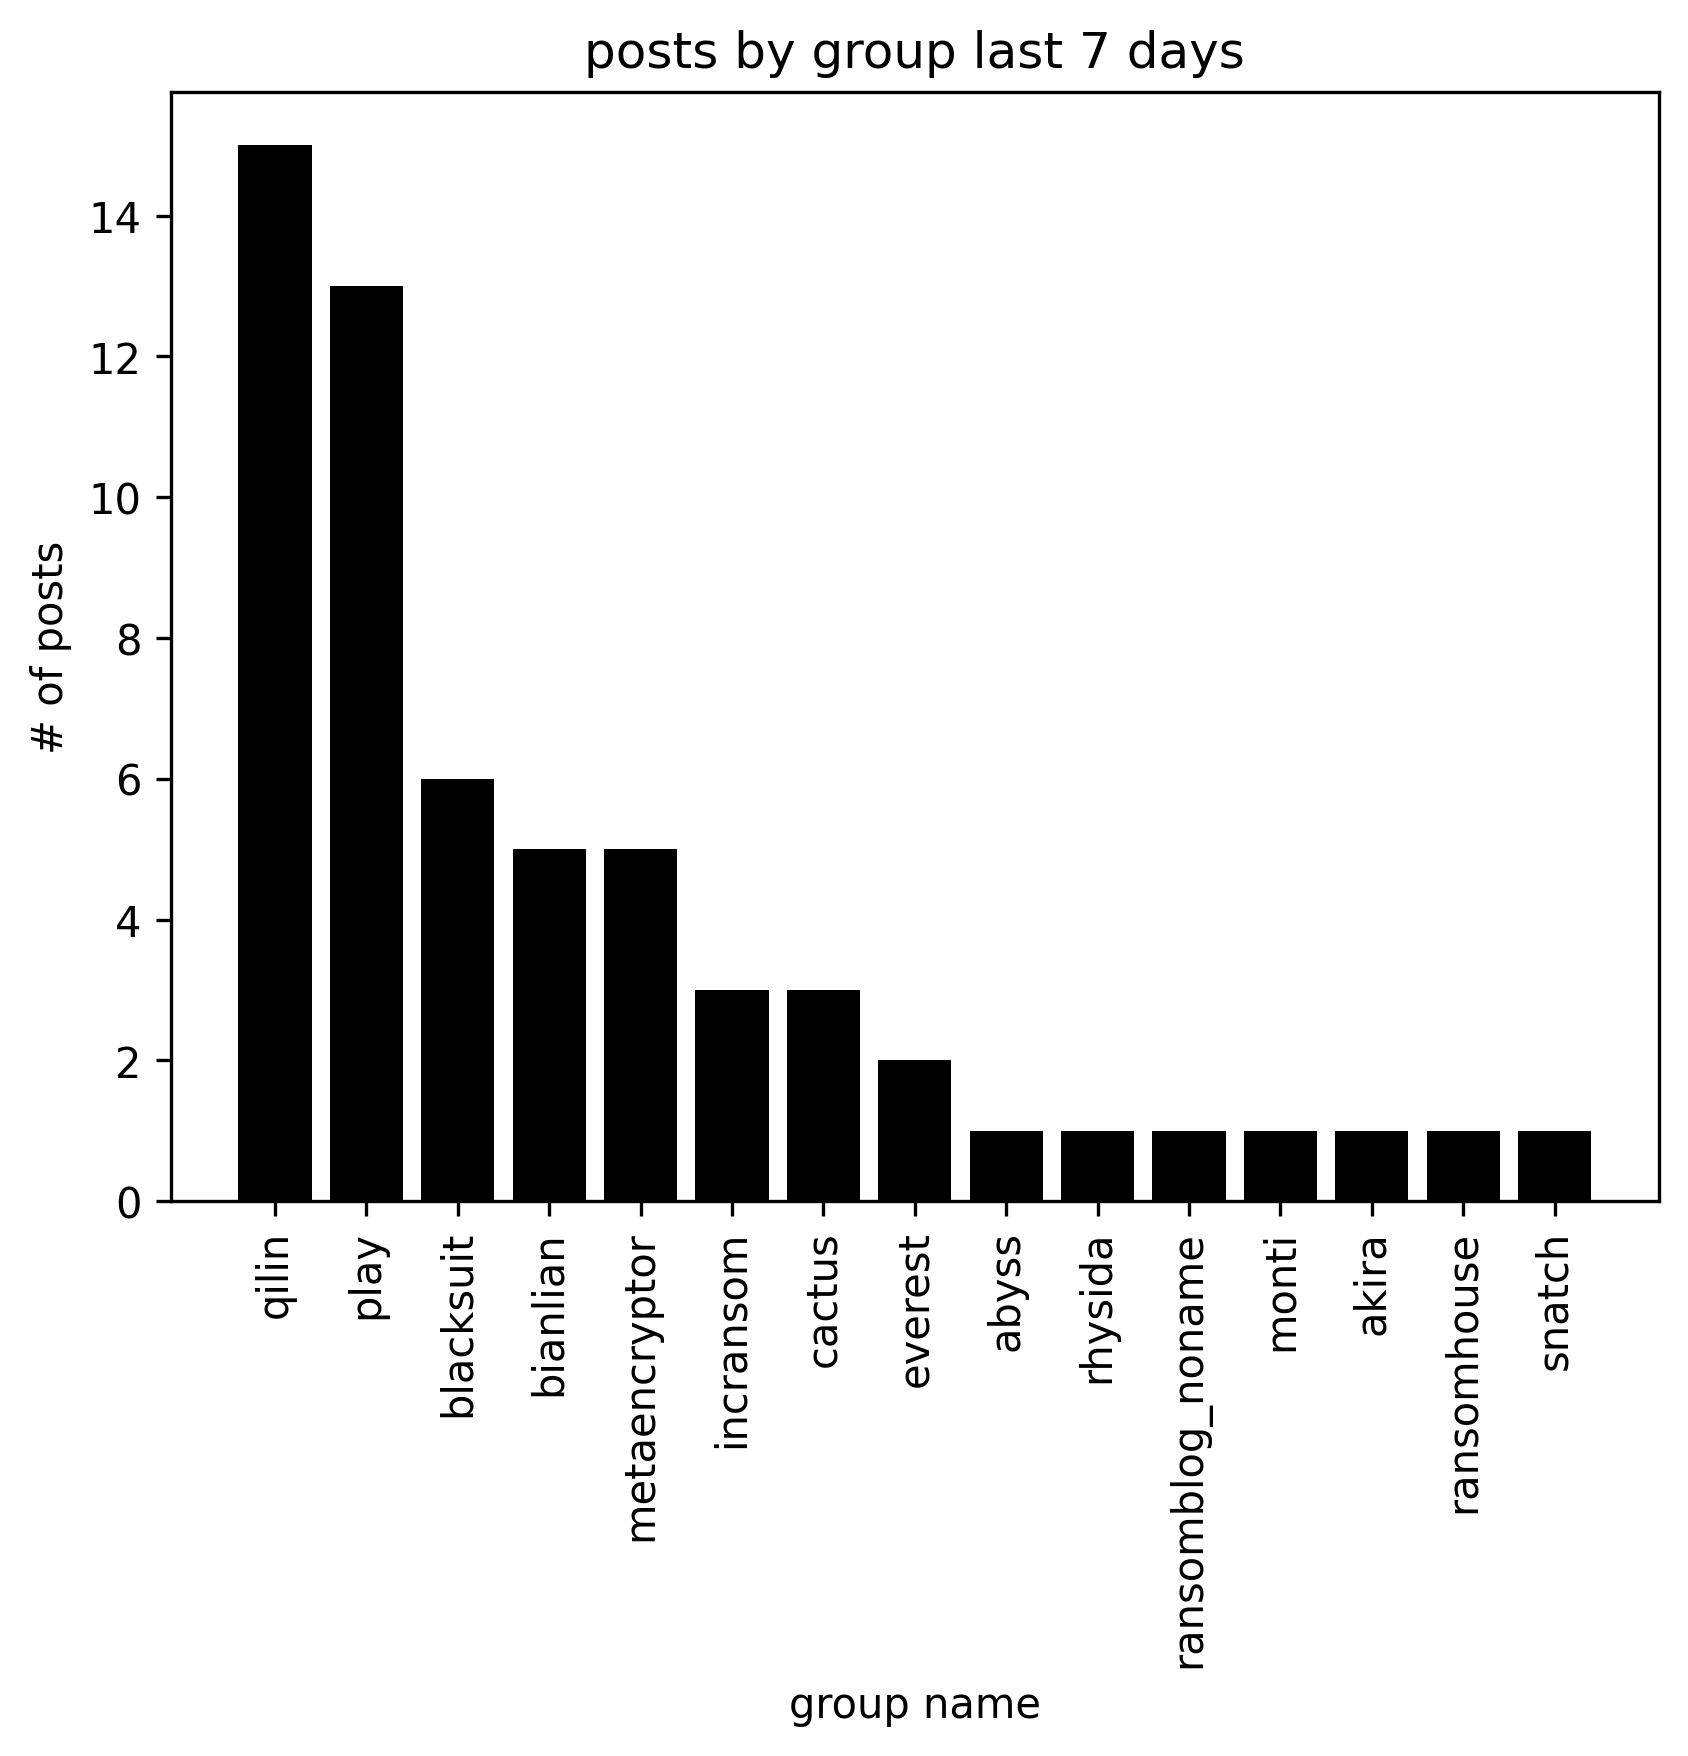 posts by group last 7 days
# of posts
14
12
10
8
6
4
2
0
qilin
play
blacksuit
bianlian
metaencryptor
incransom
cactus
everest
abyss
rhysida
ransomblog_noname
monti
akira
ransomhouse
snatch
group name